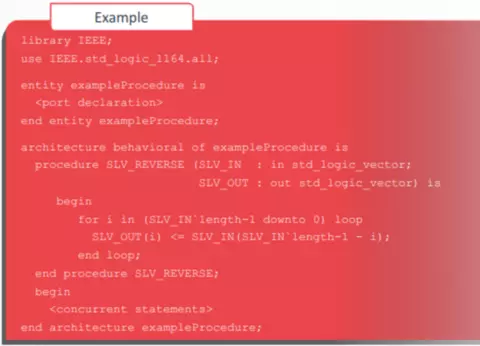 Example
library IEEE;
use IEEE.std_logic_1164.all;
entity exampleProcedure is
<port declaration>
end entity exampleProcedure;
architecture behavioral of exampleProcedure is
procedure SLV_REVERSE (SLV_IN : in std_logic_vector;
SLV_OUT : out std_logic_vector) is
begin
for i in (SLV_IN`length-1 downto 0) loop
SLV_OUT(i) <= SLV_IN(SLV_IN`length-1 - i);
end loop;
end procedure SLV_REVERSE;
begin
<concurrent statements>
end architecture exampleProcedure;